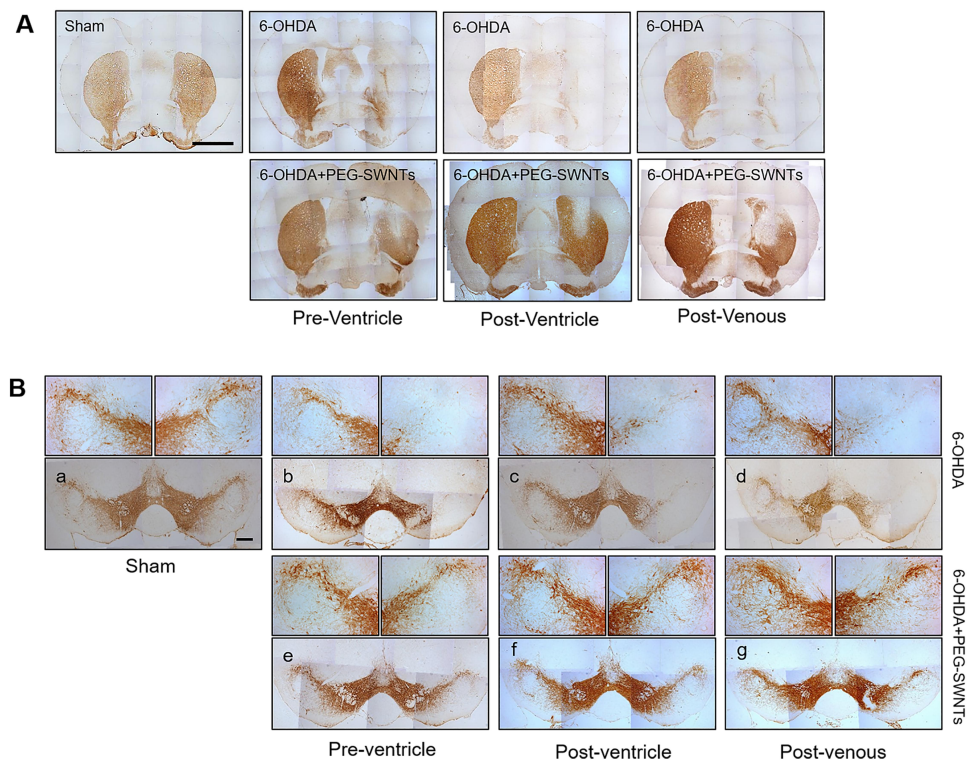 A
Sham
6-OHDA
6-OHDA
6-OHDA
6-OHDA+PEG-SWNTs
6-OHDA+PEG-SWNTs
6-OHDA+PEG-SWNTs
Pre-Ventricle
Post-Ventricle
Post-Venous
B
a
b
c
d
6-OHDA
Sham
e
f
g
6-OHDA+PEG-SWNTs
Pre-ventricle
Post-ventricle
Post-venous